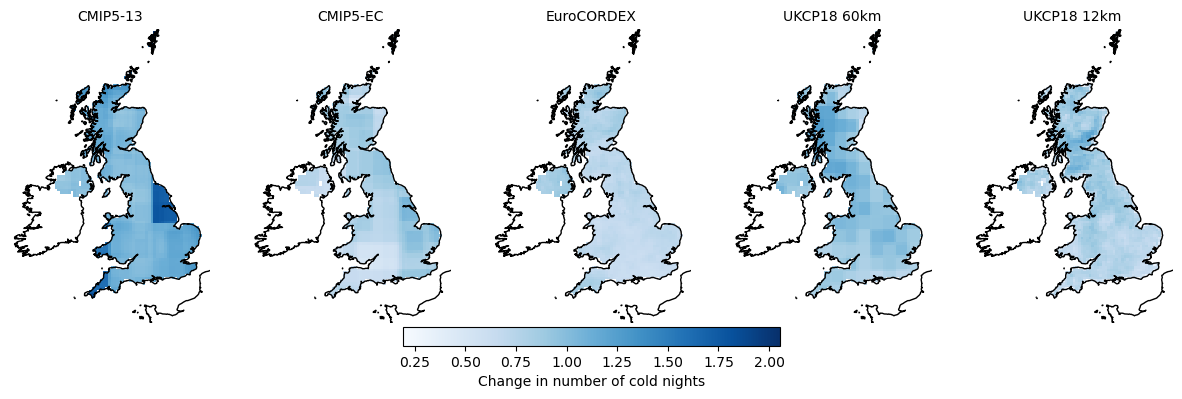 CMIP5-13 CMIP5-EC EuroCORDEX UKCP18 60km UKCP18 12km
0.25 0.50 0.75 1.00 1.25 1.50 1.75 2.00
Change in number of cold nights